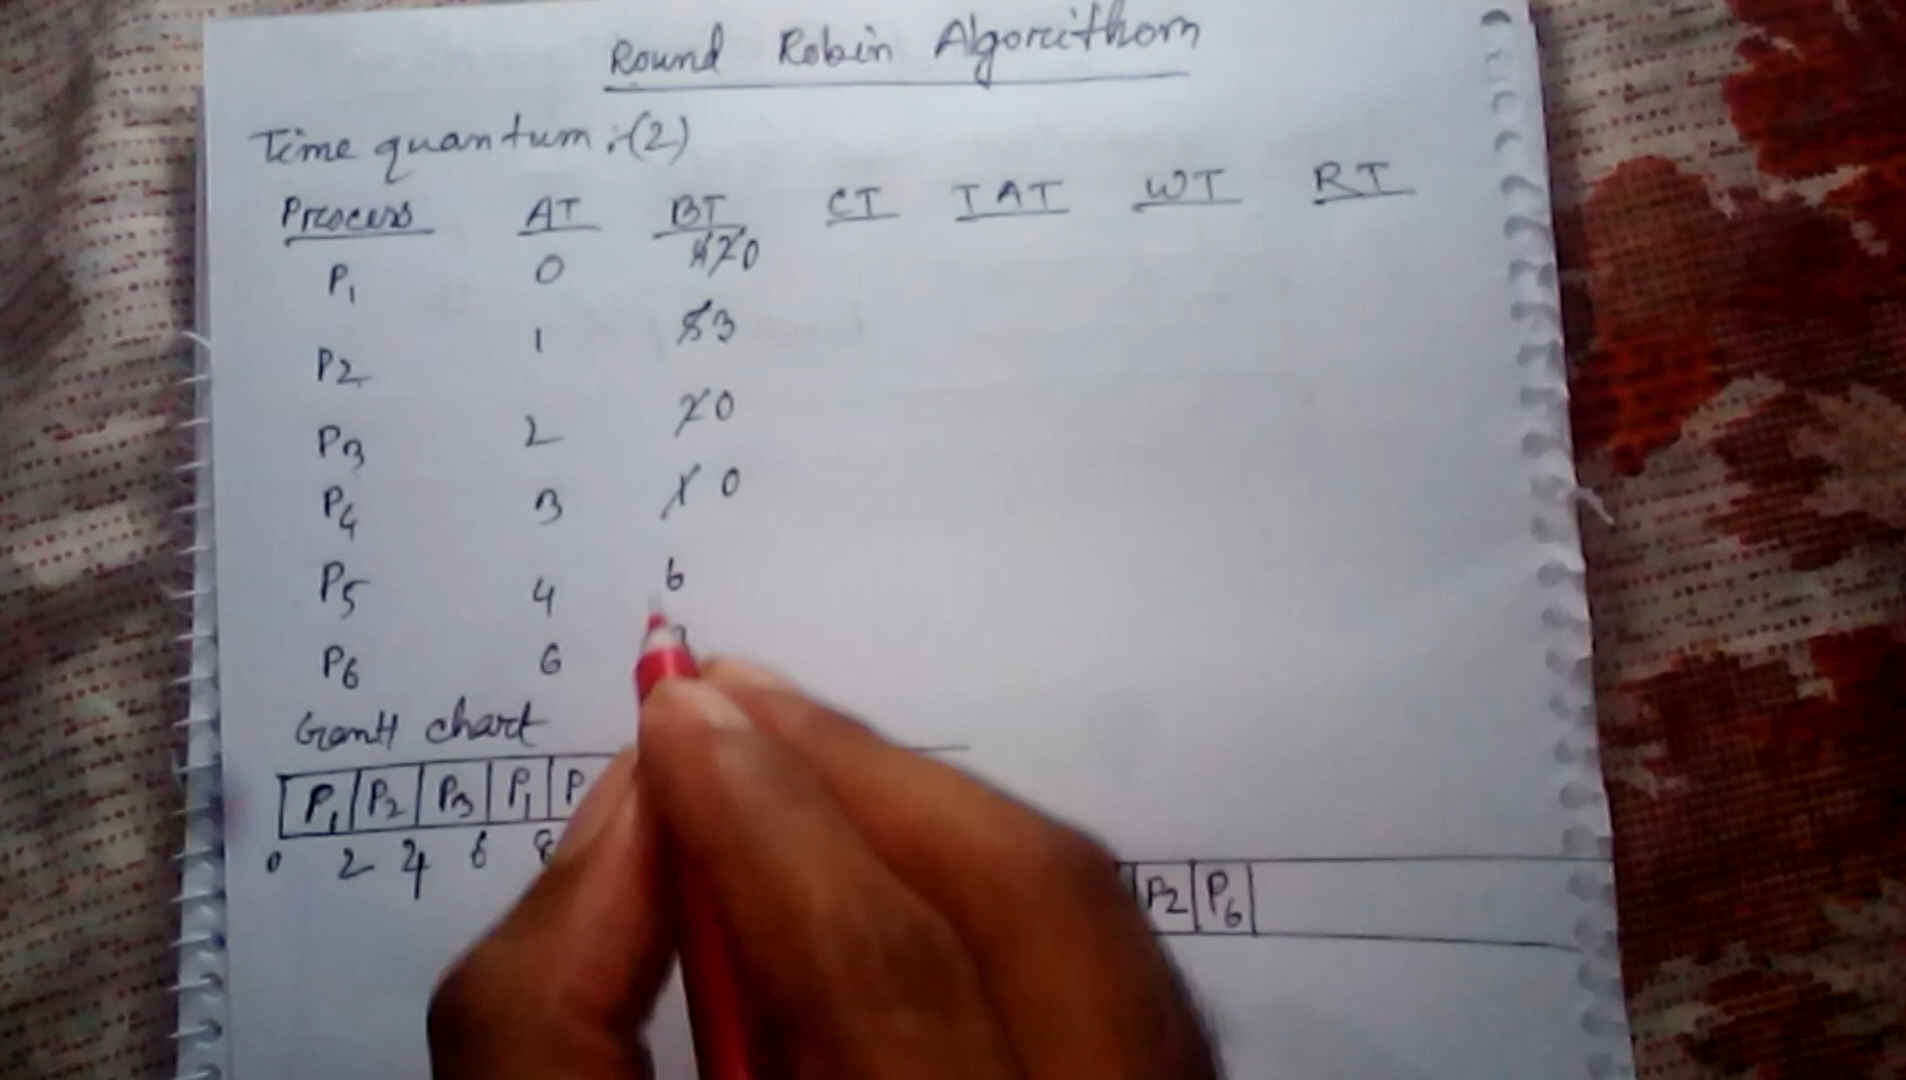 Round Robin Algorithom
Time quantum :-(2)
Process AT BT CT TAT WT RT
P1 0 4 2 0
P2 1 5 3
P3 2 2 0
P4 3 1 0
P5 4 6
P6 6
Gantt chart
P1 P2 P3 P1 P
0 2 4 6 8
P2 P6